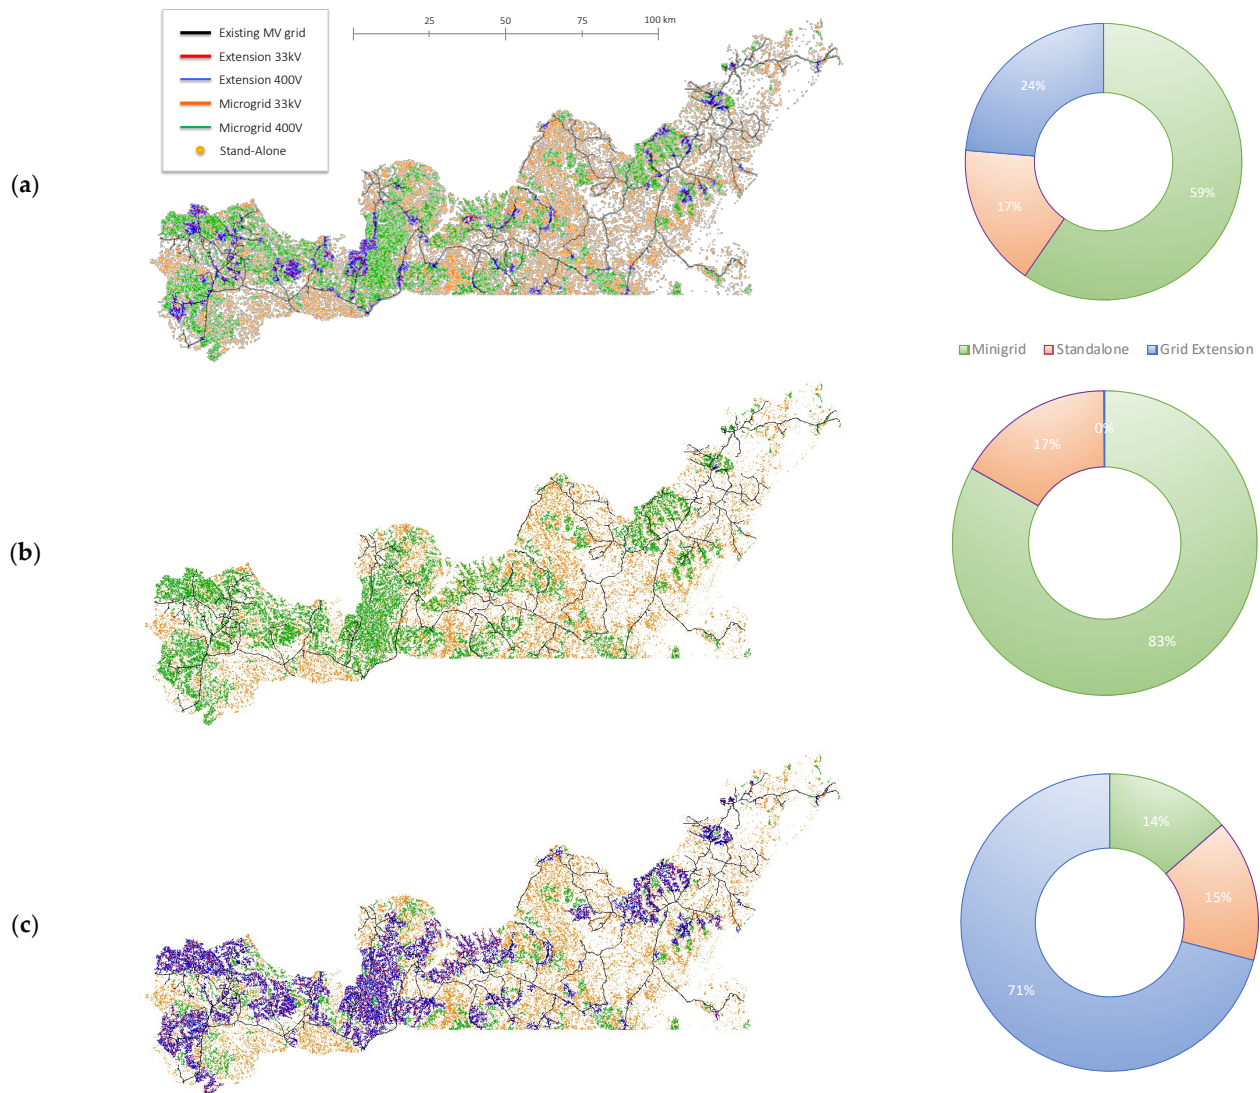 25 50 75 100 km
Existing MV grid
Extension 33kV
Extension 400V
Microgrid 33kV
Microgrid 400V
Stand-Alone
(a)
24%
17%
59%
Minigrid Standalone Grid Extension
(b)
17%
0%
83%
(c)
14%
15%
71%